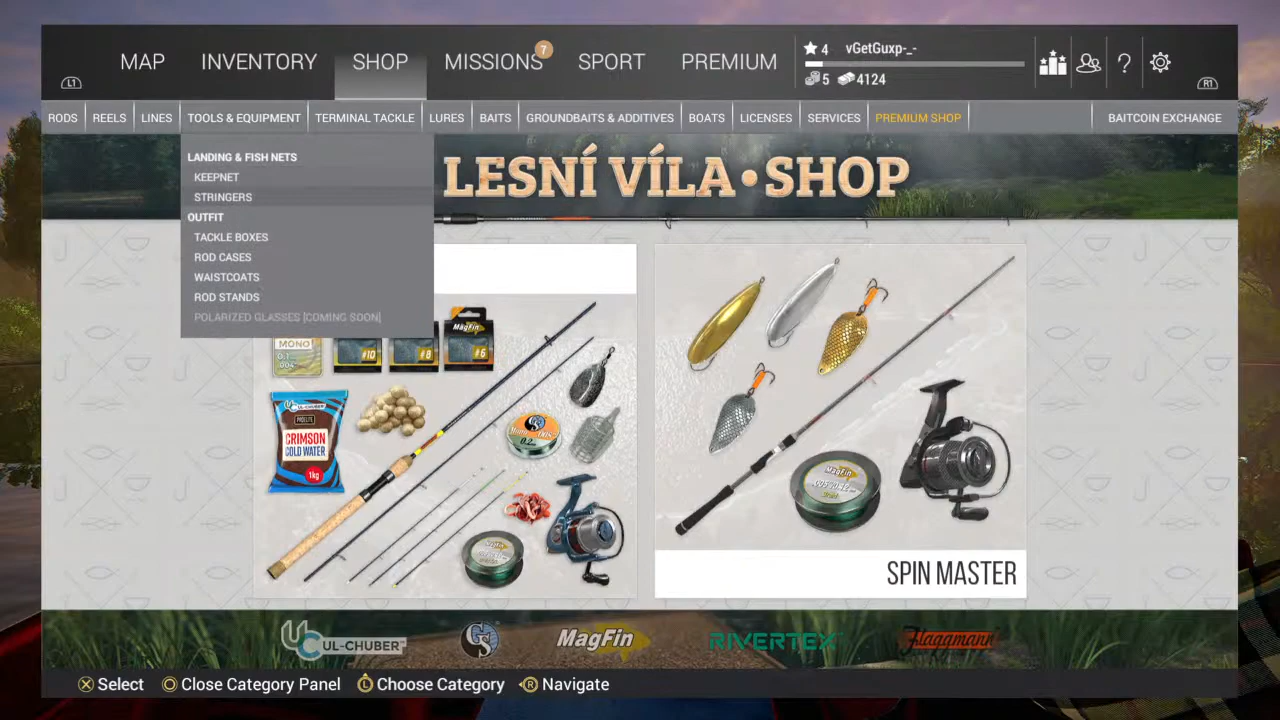 MAP INVENTORY SHOP MISSIONS 7 SPORT PREMIUM
4 vGetGuxp-_-
5 4124
L1 R1
RODS REELS LINES TOOLS & EQUIPMENT TERMINAL TACKLE LURES BAITS GROUNDBAITS & ADDITIVES BOATS LICENSES SERVICES PREMIUM SHOP BAITCOIN EXCHANGE
LANDING & FISH NETS
KEEPNET
STRINGERS
OUTFIT
TACKLE BOXES
ROD CASES
WAISTCOATS
ROD STANDS
POLARIZED GLASSES [COMING SOON]
LESNÍ VÍLA • SHOP
MONO
#10 #8 MagFin #6
UL-CHUBER
CRIMSON
COLD WATER
1kg
MagFin
SPIN MASTER
UL-CHUBER GS MagFin RIVERTEX Flagmann
Select Close Category Panel L Choose Category R Navigate